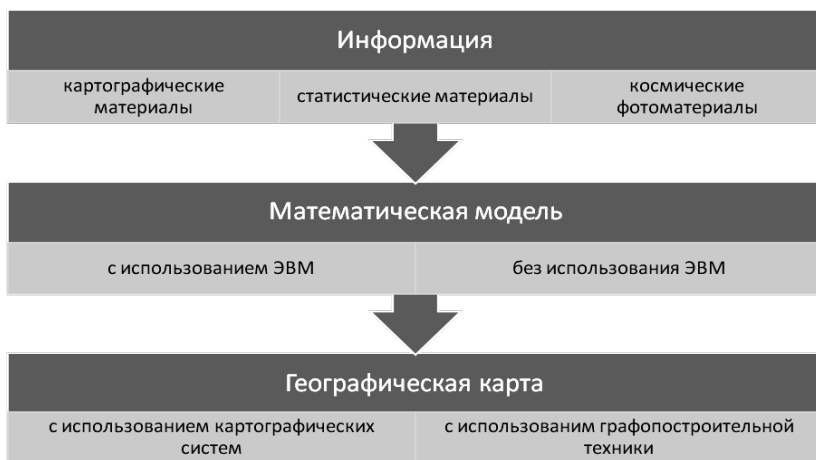 Информация
картографические
материалы
статистические материалы
космические
фотоматериалы
Математическая модель
с использованием ЭВМ
без использования ЭВМ
Географическая карта
с использованием картографических
систем
с использованим графопостроительной
техники